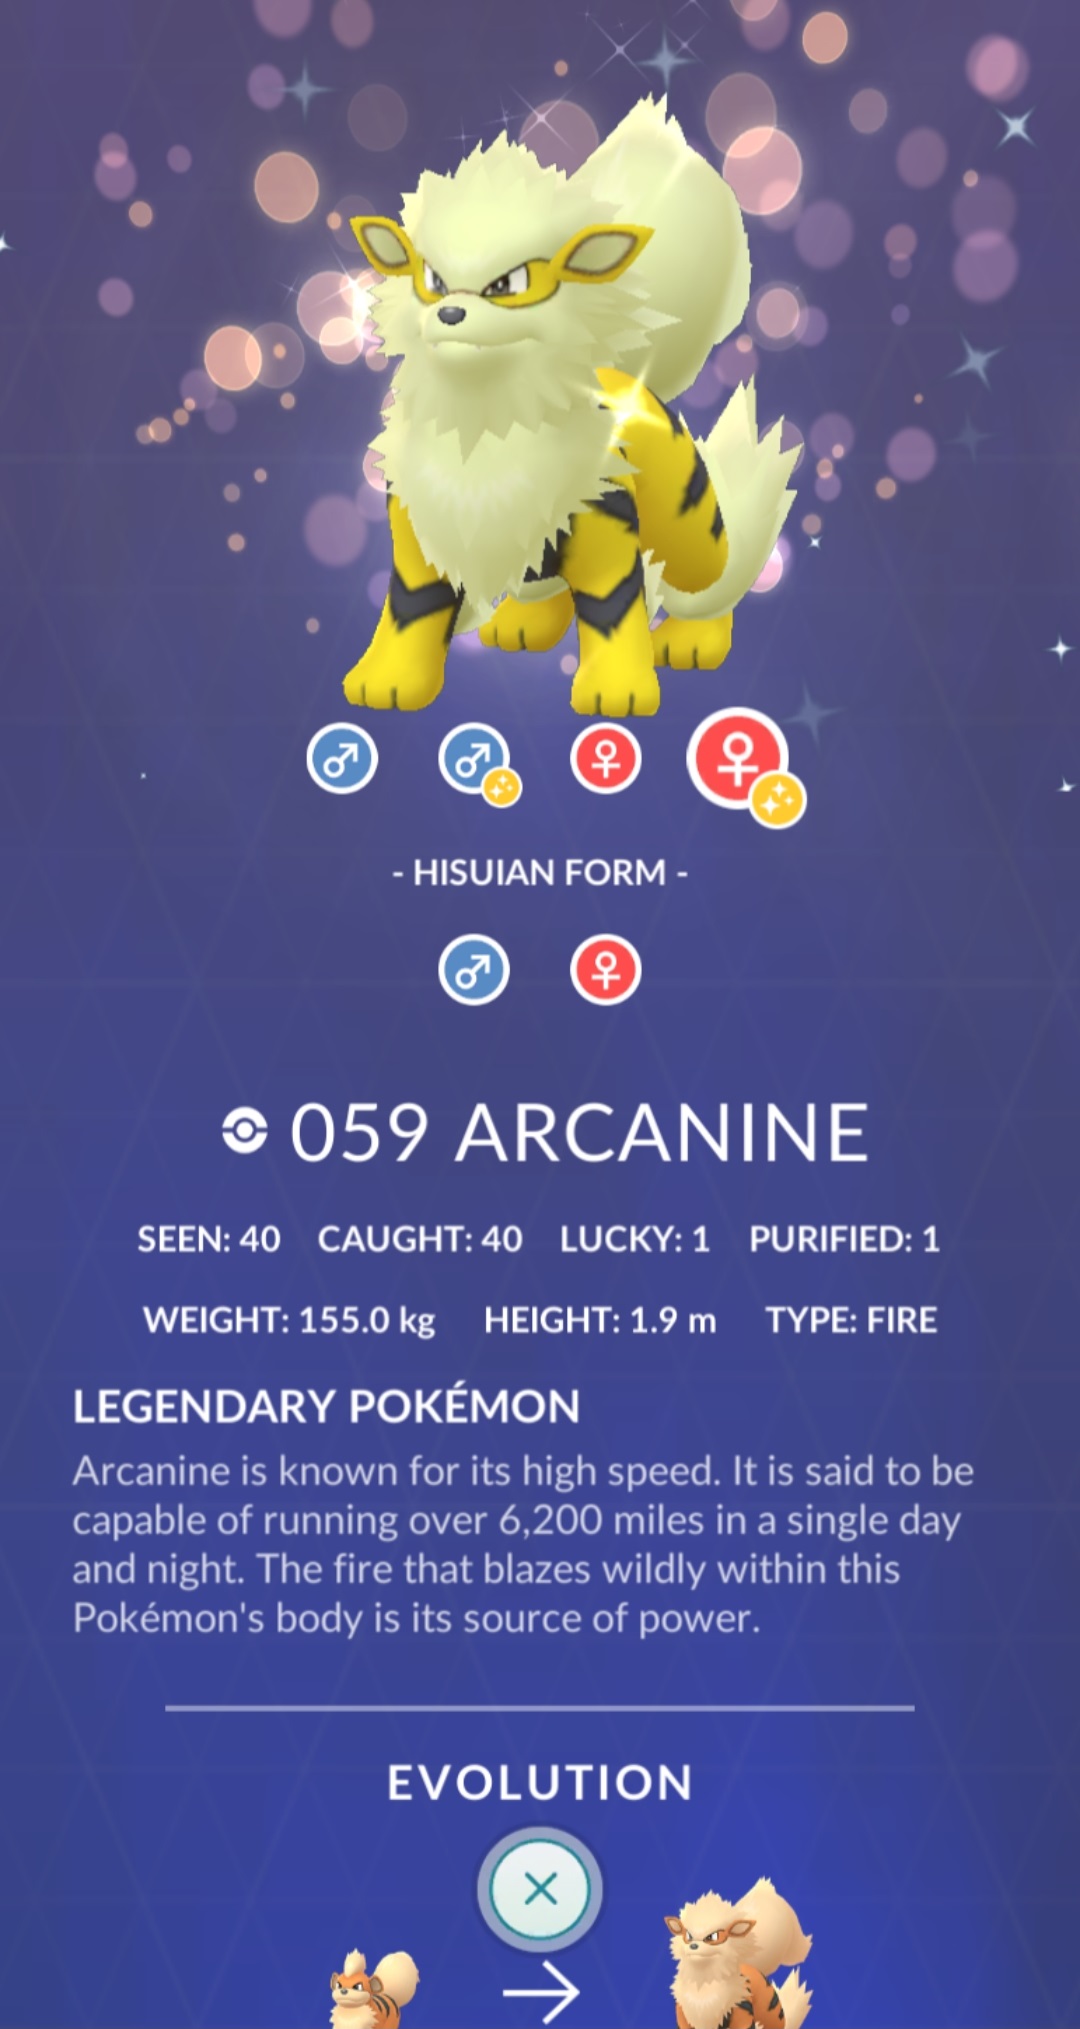 - HISUIAN FORM -
059 ARCANINE
SEEN: 40 CAUGHT: 40 LUCKY: 1 PURIFIED: 1
WEIGHT: 155.0 kg HEIGHT: 1.9 m TYPE: FIRE
LEGENDARY POKÉMON
Arcanine is known for its high speed. It is said to be
capable of running over 6,200 miles in a single day
and night. The fire that blazes wildly within this
Pokémon's body is its source of power.
EVOLUTION